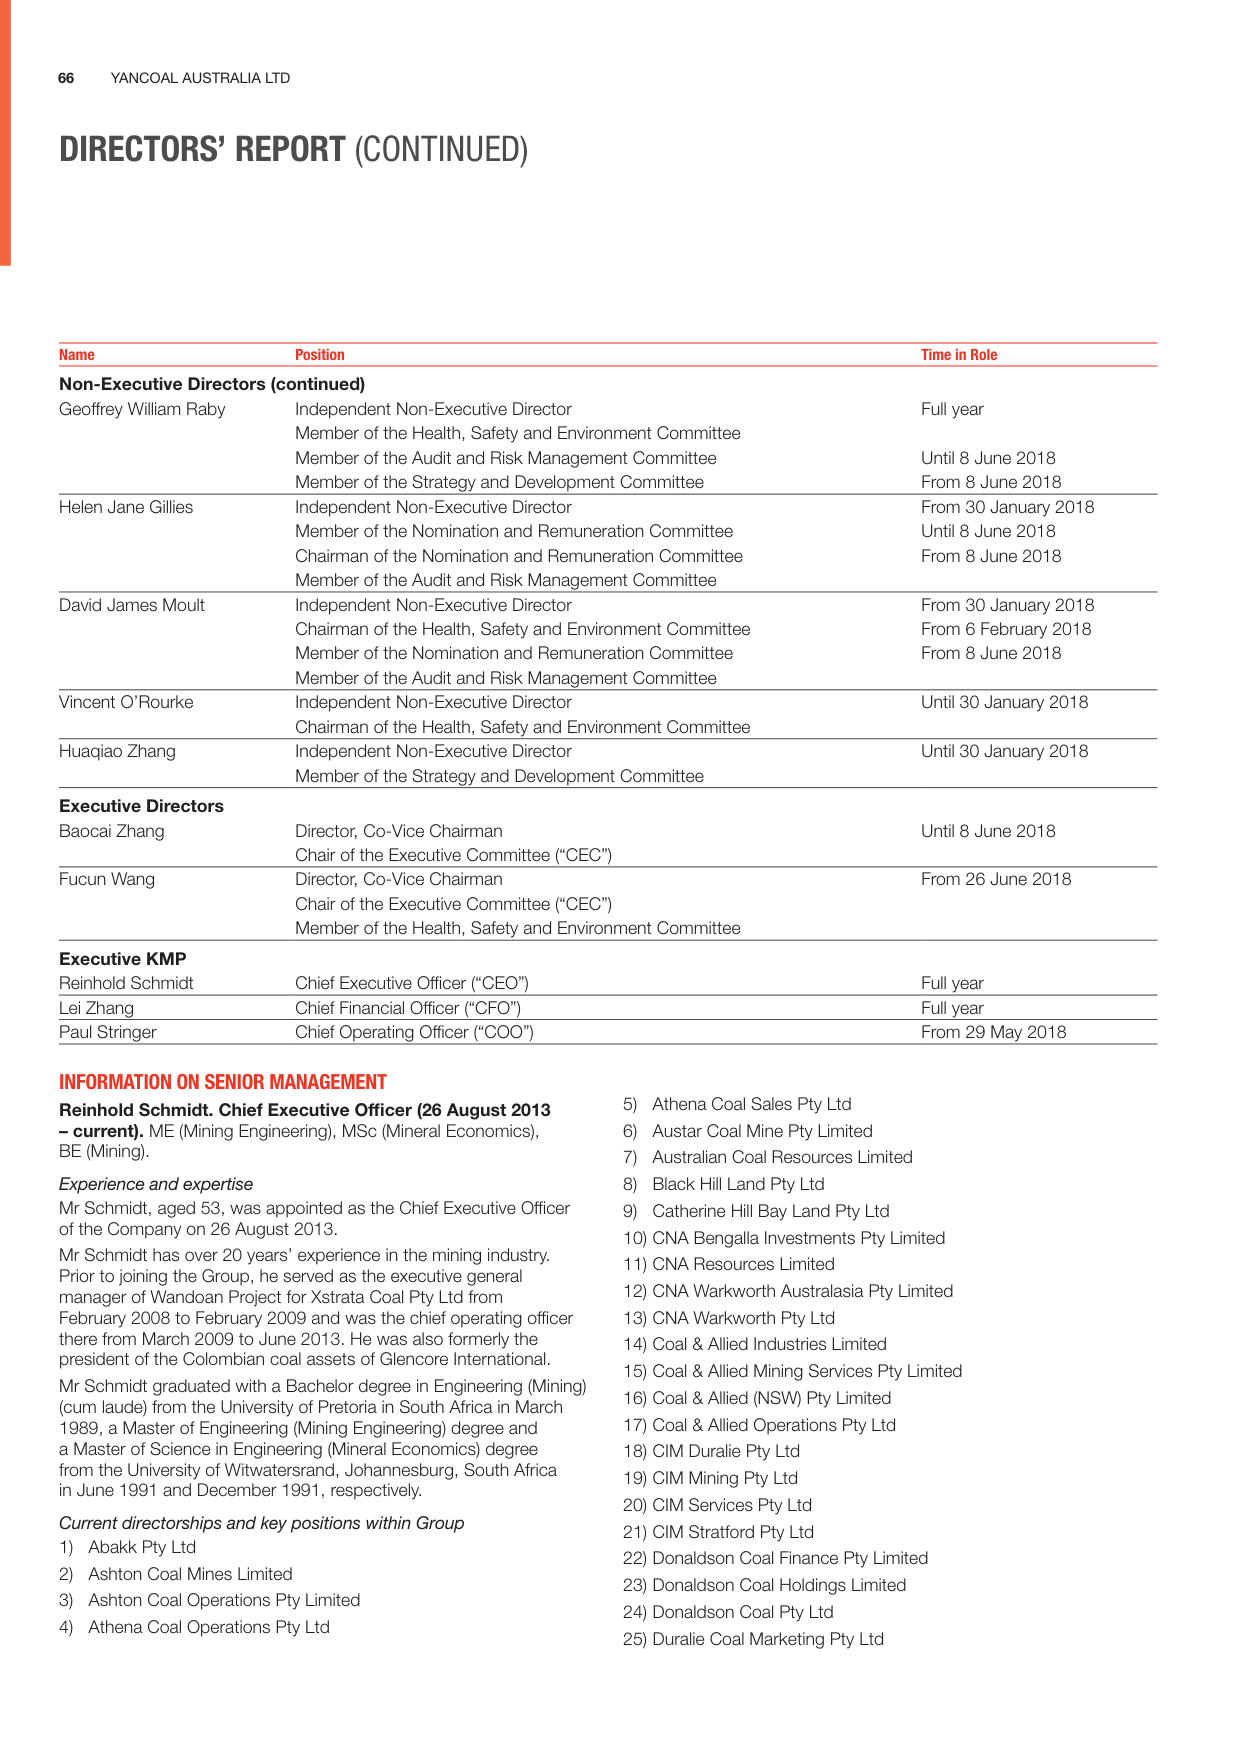 66 YANCOAL AUSTRALIA LTD
DIRECTORS’ REPORT (CONTINUED)
Name Position Time in Role
Non-Executive Directors (continued)
Geoffrey William Raby Independent Non-Executive Director Full year
Member of the Health, Safety and Environment Committee
Member of the Audit and Risk Management Committee Until 8 June 2018
Member of the Strategy and Development Committee From 8 June 2018
Helen Jane Gillies Independent Non-Executive Director From 30 January 2018
Member of the Nomination and Remuneration Committee Until 8 June 2018
Chairman of the Nomination and Remuneration Committee From 8 June 2018
Member of the Audit and Risk Management Committee
David James Moult Independent Non-Executive Director From 30 January 2018
Chairman of the Health, Safety and Environment Committee From 6 February 2018
Member of the Nomination and Remuneration Committee From 8 June 2018
Member of the Audit and Risk Management Committee
Vincent O’Rourke Independent Non-Executive Director Until 30 January 2018
Chairman of the Health, Safety and Environment Committee
Huaqiao Zhang Independent Non-Executive Director Until 30 January 2018
Member of the Strategy and Development Committee
Executive Directors
Baocai Zhang Director, Co-Vice Chairman Until 8 June 2018
Chair of the Executive Committee (“CEC”)
Fucun Wang Director, Co-Vice Chairman From 26 June 2018
Chair of the Executive Committee (“CEC”)
Member of the Health, Safety and Environment Committee
Executive KMP
Reinhold Schmidt Chief Executive Officer (“CEO”) Full year
Lei Zhang Chief Financial Officer (“CFO”) Full year
Paul Stringer Chief Operating Officer (“COO”) From 29 May 2018
INFORMATION ON SENIOR MANAGEMENT
Reinhold Schmidt. Chief Executive Officer (26 August 2013
– current). ME (Mining Engineering), MSc (Mineral Economics),
BE (Mining).
Experience and expertise
Mr Schmidt, aged 53, was appointed as the Chief Executive Officer
of the Company on 26 August 2013.
Mr Schmidt has over 20 years’ experience in the mining industry.
Prior to joining the Group, he served as the executive general
manager of Wandoan Project for Xstrata Coal Pty Ltd from
February 2008 to February 2009 and was the chief operating officer
there from March 2009 to June 2013. He was also formerly the
president of the Colombian coal assets of Glencore International.
Mr Schmidt graduated with a Bachelor degree in Engineering (Mining)
(cum laude) from the University of Pretoria in South Africa in March
1989, a Master of Engineering (Mining Engineering) degree and
a Master of Science in Engineering (Mineral Economics) degree
from the University of Witwatersrand, Johannesburg, South Africa
in June 1991 and December 1991, respectively.
Current directorships and key positions within Group
1) Abakk Pty Ltd
2) Ashton Coal Mines Limited
3) Ashton Coal Operations Pty Limited
4) Athena Coal Operations Pty Ltd
5) Athena Coal Sales Pty Ltd
6) Austar Coal Mine Pty Limited
7) Australian Coal Resources Limited
8) Black Hill Land Pty Ltd
9) Catherine Hill Bay Land Pty Ltd
10) CNA Bengalla Investments Pty Limited
11) CNA Resources Limited
12) CNA Warkworth Australasia Pty Limited
13) CNA Warkworth Pty Ltd
14) Coal & Allied Industries Limited
15) Coal & Allied Mining Services Pty Limited
16) Coal & Allied (NSW) Pty Limited
17) Coal & Allied Operations Pty Ltd
18) CIM Duralie Pty Ltd
19) CIM Mining Pty Ltd
20) CIM Services Pty Ltd
21) CIM Stratford Pty Ltd
22) Donaldson Coal Finance Pty Limited
23) Donaldson Coal Holdings Limited
24) Donaldson Coal Pty Ltd
25) Duralie Coal Marketing Pty Ltd